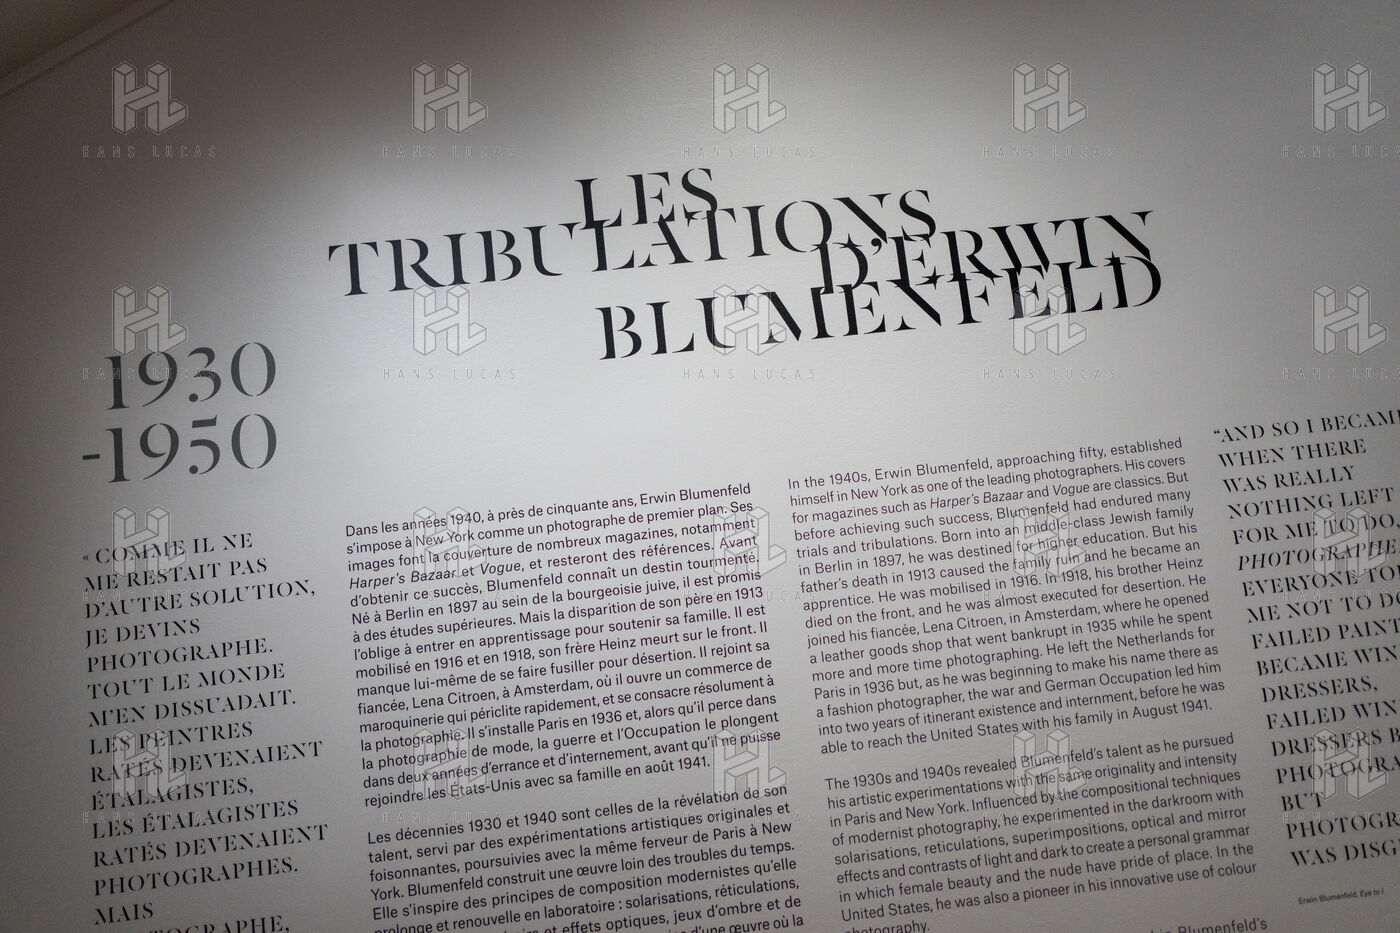 LES
TRIBULATIONS
D'ERWIN
BLUMENFELD
1930
-1950
« COMME IL NE
ME RESTAIT PAS
D'AUTRE SOLUTION,
JE DEVINS
PHOTOGRAPHE.
TOUT LE MONDE
M'EN DISSUADAIT.
LES PEINTRES
RATÉS DEVENAIENT
ÉTALAGISTES,
LES ÉTALAGISTES
RATÉS DEVENAIENT
PHOTOGRAPHES.
MAIS
Dans les années 1940, à près de cinquante ans, Erwin Blumenfeld
s'impose à New York comme un photographe de premier plan. Ses
images font la couverture de nombreux magazines, notamment
Harper's Bazaar et Vogue, et resteront des références. Avant
d'obtenir ce succès, Blumenfeld connaît un destin tourmenté.
Né à Berlin en 1897 au sein de la bourgeoisie juive, il est promis
à des études supérieures. Mais la disparition de son père en 1913
l'oblige à entrer en apprentissage pour soutenir sa famille. Il est
mobilisé en 1916 et en 1918, son frère Heinz meurt sur le front. Il
manque lui-même de se faire fusiller pour désertion. Il rejoint sa
fiancée, Lena Citroen, à Amsterdam, où il ouvre un commerce de
maroquinerie qui périclite rapidement, et se consacre résolument à
la photographie. Il s'installe Paris en 1936 et, alors qu'il perce dans
la photographie de mode, la guerre et l'Occupation le plongent
dans deux années d'errance et d'internement, avant qu'il ne puisse
rejoindre les États-Unis avec sa famille en août 1941.
Les décennies 1930 et 1940 sont celles de la révélation de son
talent, servi par des expérimentations artistiques originales et
foisonnantes, poursuivies avec la même ferveur de Paris à New
York. Blumenfeld construit une œuvre loin des troubles du temps.
Elle s'inspire des principes de composition modernistes qu'elle
prolonge et renouvelle en laboratoire : solarisations, réticulations,
et effets optiques, jeux d'ombre et de
d'une œuvre où la
In the 1940s, Erwin Blumenfeld, approaching fifty, established
himself in New York as one of the leading photographers. His covers
for magazines such as Harper's Bazaar and Vogue are classics. But
before achieving such success, Blumenfeld had endured many
trials and tribulations. Born into an middle-class Jewish family
in Berlin in 1897, he was destined for higher education. But his
father's death in 1913 caused the family ruin and he became an
apprentice. He was mobilised in 1916. In 1918, his brother Heinz
died on the front, and he was almost executed for desertion. He
joined his fiancée, Lena Citroen, in Amsterdam, where he opened
a leather goods shop that went bankrupt in 1935 while he spent
more and more time photographing. He left the Netherlands for
Paris in 1936 but, as he was beginning to make his name there as
a fashion photographer, the war and German Occupation led him
into two years of itinerant existence and internment, before he was
able to reach the United States with his family in August 1941.
The 1930s and 1940s revealed Blumenfeld's talent as he pursued
his artistic experimentations with the same originality and intensity
in Paris and New York. Influenced by the compositional techniques
of modernist photography, he experimented in the darkroom with
solarisations, reticulations, superimpositions, optical and mirror
effects and contrasts of light and dark to create a personal grammar
in which female beauty and the nude have pride of place. In the
United States, he was also a pioneer in his innovative use of colour
photography.
"AND SO I BECAM
WHEN THERE
WAS REALLY
NOTHING LEFT
FOR ME TO DO,
PHOTOGRAPHE
EVERYONE TO
ME NOT TO D
FAILED PAINT
BECAME WIN
DRESSERS,
FAILED WIN
DRESSERS B
PHOTOGRA
BUT
PHOTOGR
WAS DISG
Erwin Blumenfeld, Eye to I
HANS LUCAS